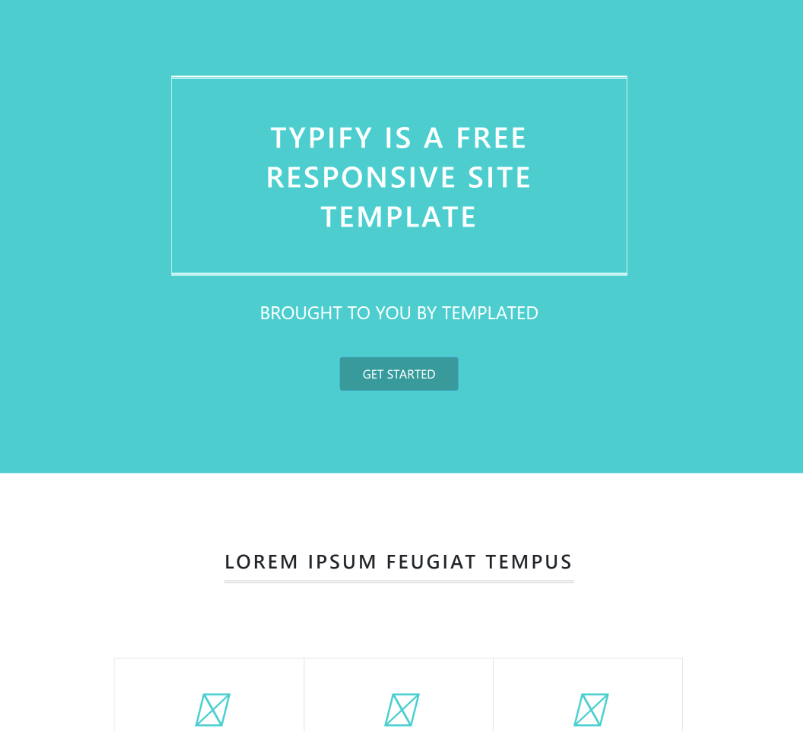 TYPIFY IS A FREE
RESPONSIVE SITE
TEMPLATE
BROUGHT TO YOU BY TEMPLATED
GET STARTED
LOREM IPSUM FEUGIAT TEMPUS